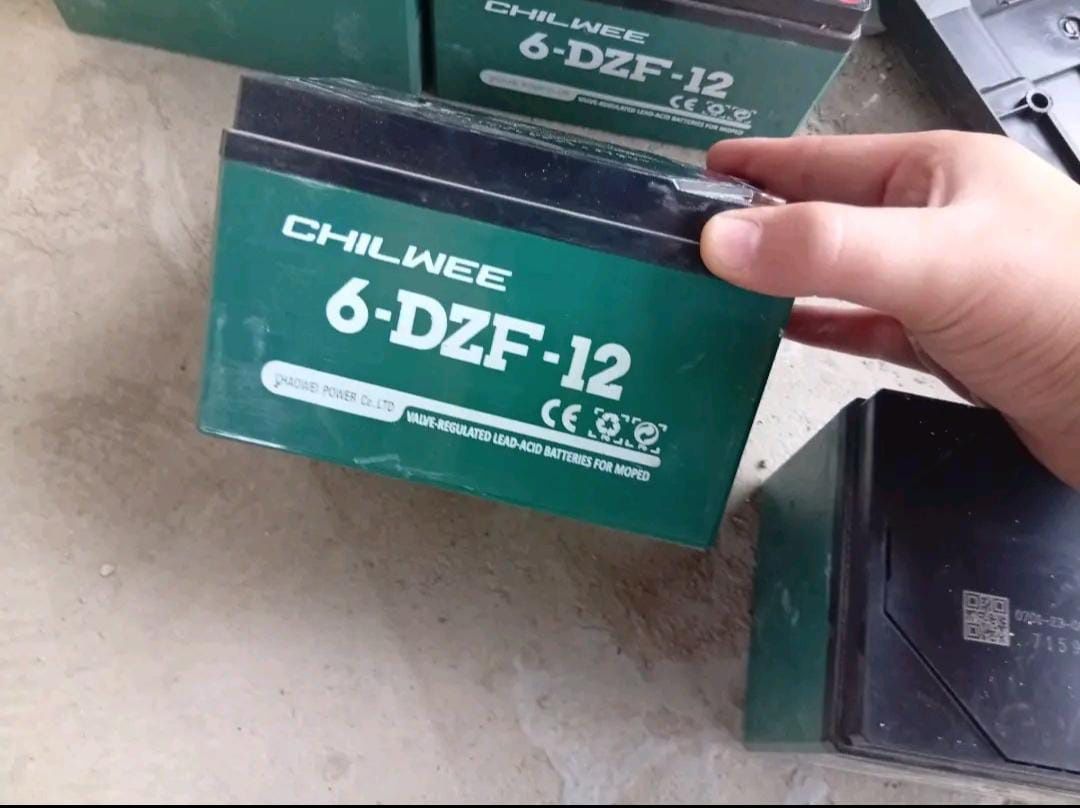 CHILWEE
6-DZF-12
CE
VALVE-REGULATED LEAD-ACID BATTERIES FOR MOPED
CHILWEE
6-DZF-12
CHAOWEI POWER Co.,LTD
CE
VALVE-REGULATED LEAD-ACID BATTERIES FOR MOPED
7159